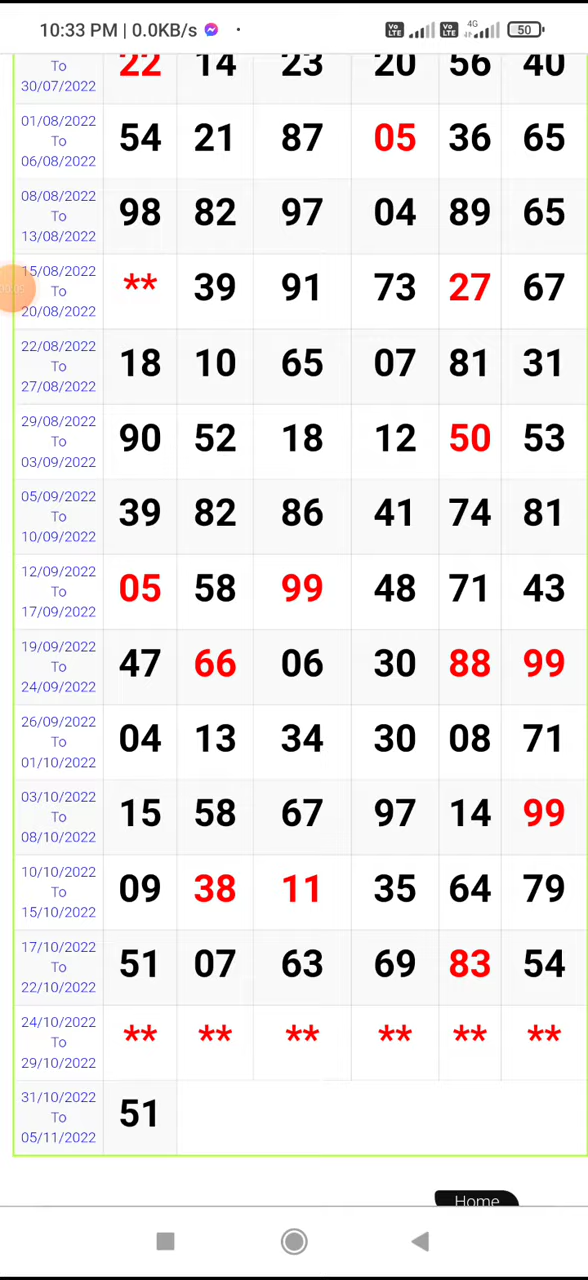 10:33 PM | 0.0KB/s
Vo LTE Vo LTE 4G 50
To 22 14 23 20 56 40
30/07/2022
01/08/2022
To 54 21 87 05 36 65
06/08/2022
08/08/2022
To 98 82 97 04 89 65
13/08/2022
15/08/2022
To ** 39 91 73 27 67
20/08/2022
22/08/2022
To 18 10 65 07 81 31
27/08/2022
29/08/2022
To 90 52 18 12 50 53
03/09/2022
05/09/2022
To 39 82 86 41 74 81
10/09/2022
12/09/2022
To 05 58 99 48 71 43
17/09/2022
19/09/2022
To 47 66 06 30 88 99
24/09/2022
26/09/2022
To 04 13 34 30 08 71
01/10/2022
03/10/2022
To 15 58 67 97 14 99
08/10/2022
10/10/2022
To 09 38 11 35 64 79
15/10/2022
17/10/2022
To 51 07 63 69 83 54
22/10/2022
24/10/2022
To ** ** ** ** ** **
29/10/2022
31/10/2022
To 51
05/11/2022
Home